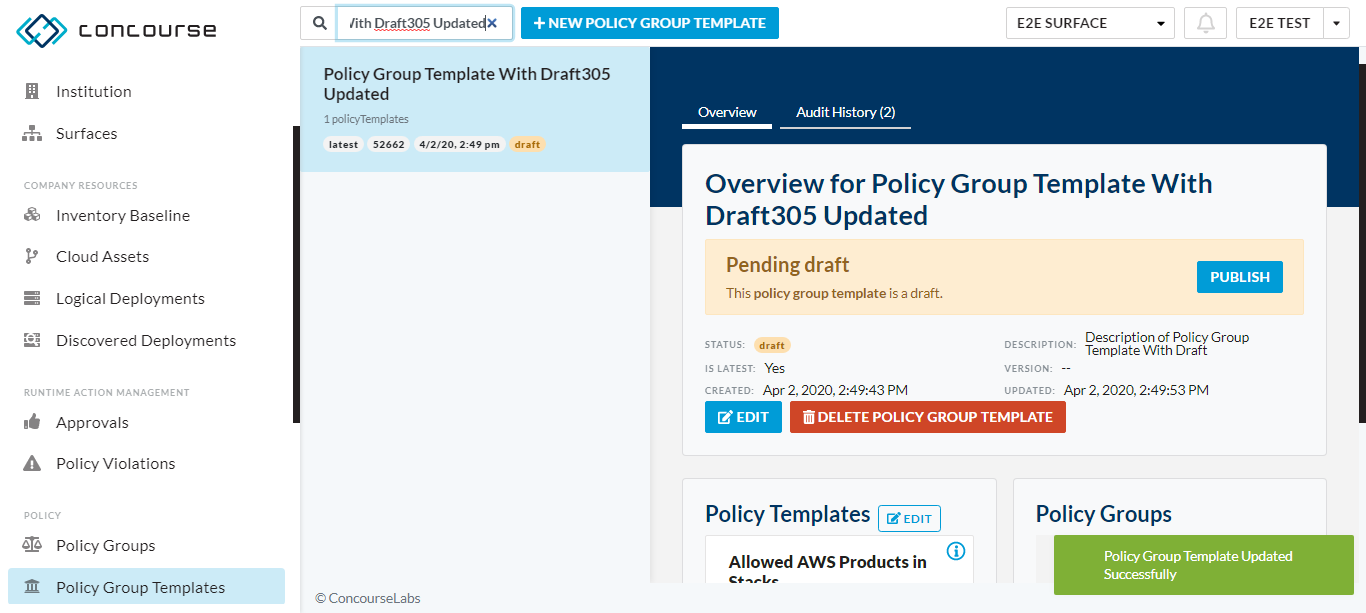 concourse
With Draft305 Updated
NEW POLICY GROUP TEMPLATE
E2E SURFACE
E2E TEST
Institution
Surfaces
COMPANY RESOURCES
Inventory Baseline
Cloud Assets
Logical Deployments
Discovered Deployments
RUNTIME ACTION MANAGEMENT
Approvals
Policy Violations
POLICY
Policy Groups
Policy Group Templates
Policy Group Template With Draft305
Updated
1 policyTemplates
latest 52662 4/2/20, 2:49 pm draft
Overview Audit History (2)
Overview for Policy Group Template With
Draft305 Updated
Pending draft
This policy group template is a draft.
PUBLISH
STATUS: draft
DESCRIPTION: Description of Policy Group
Template With Draft
IS LATEST: Yes
VERSION: --
CREATED: Apr 2, 2020, 2:49:43 PM
UPDATED: Apr 2, 2020, 2:49:53 PM
EDIT
DELETE POLICY GROUP TEMPLATE
Policy Templates
EDIT
Allowed AWS Products in
Stacks
Policy Groups
Policy Group Template Updated
Successfully
© ConcourseLabs